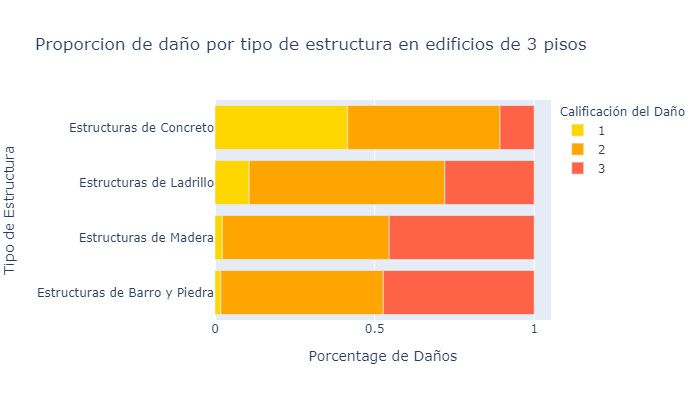 Proporcion de daño por tipo de estructura en edificios de 3 pisos
Tipo de Estructura
Estructuras de Concreto
Estructuras de Ladrillo
Estructuras de Madera
Estructuras de Barro y Piedra
0
0.5
1
Porcentage de Daños
Calificación del Daño
1
2
3